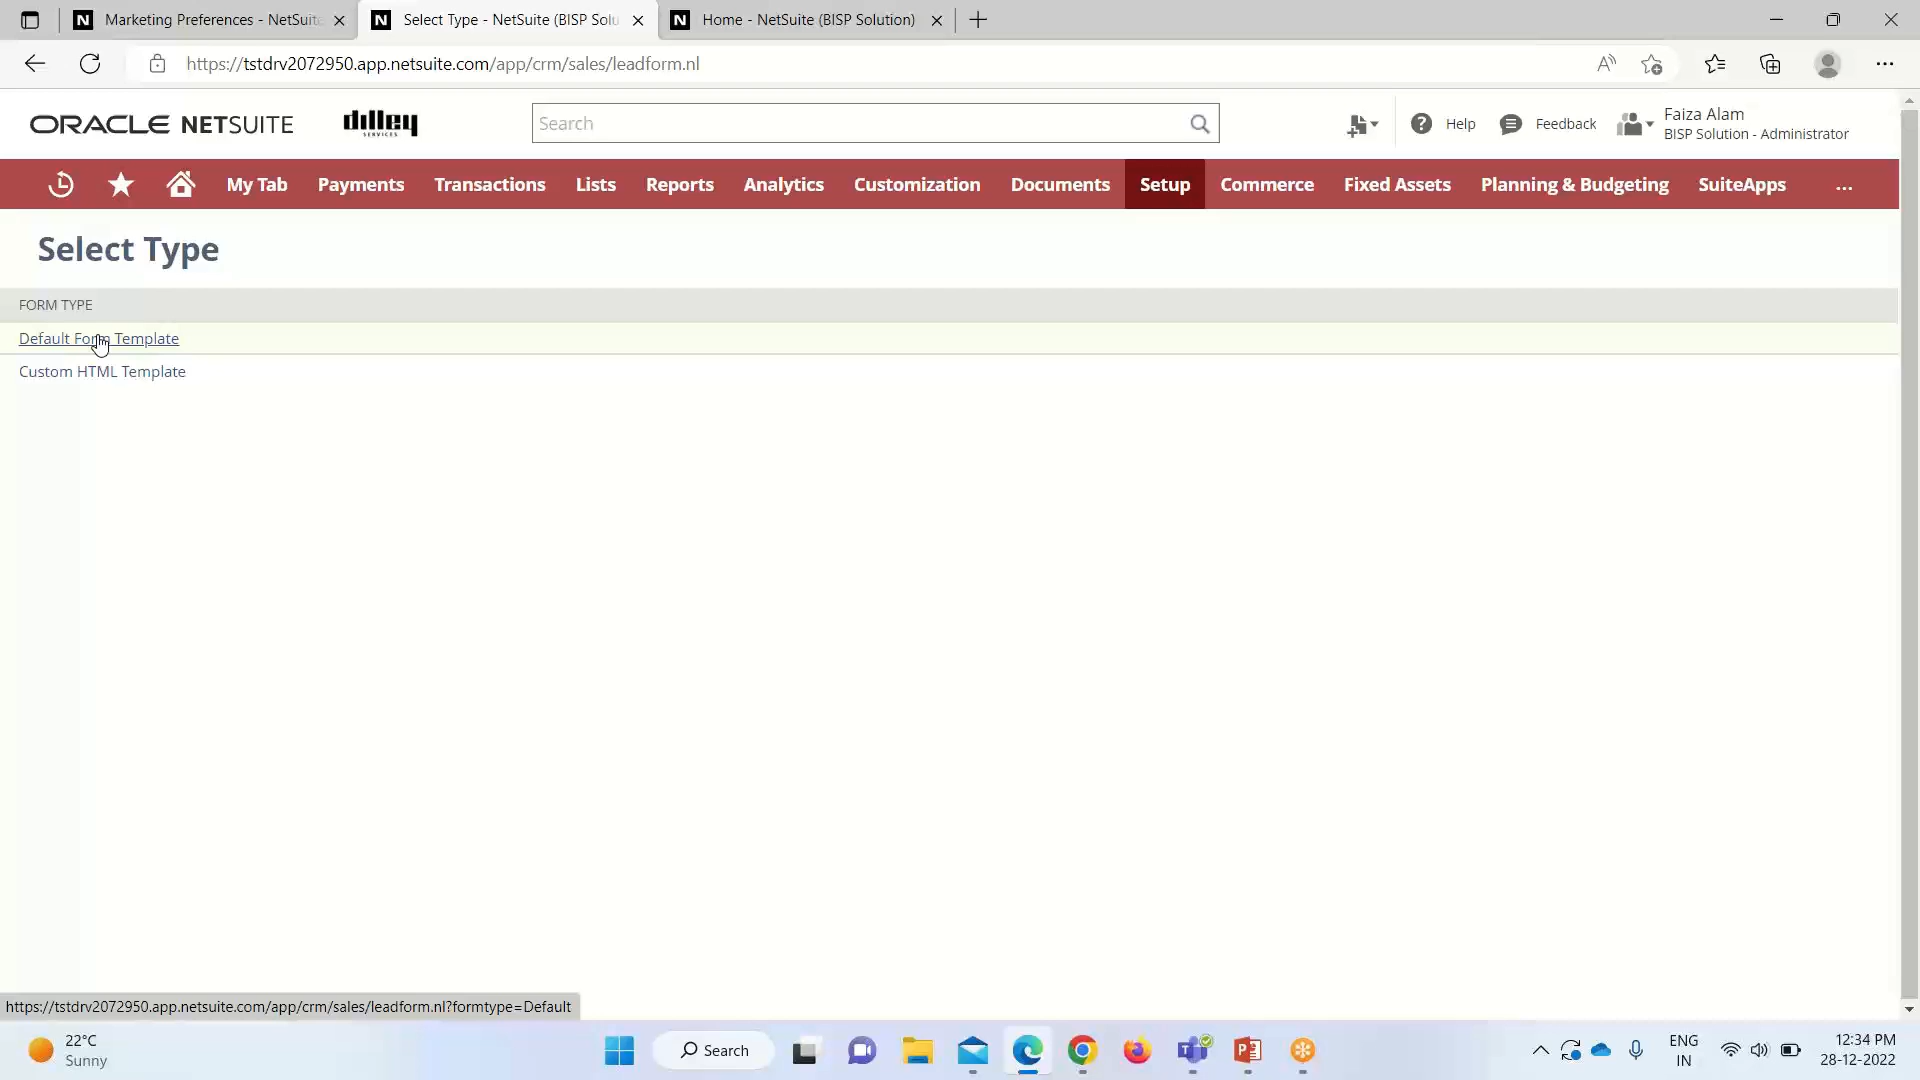 Marketing Preferences - NetSuite
Select Type - NetSuite (BISP Solu
Home - NetSuite (BISP Solution)
https://tstdrv2072950.app.netsuite.com/app/crm/sales/leadform.nl
ORACLE NETSUITE
dilley
SERVICES
Search
Help
Feedback
Faiza Alam
BISP Solution - Administrator
My Tab
Payments
Transactions
Lists
Reports
Analytics
Customization
Documents
Setup
Commerce
Fixed Assets
Planning & Budgeting
SuiteApps
...
Select Type
FORM TYPE
Default Form Template
Custom HTML Template
https://tstdrv2072950.app.netsuite.com/app/crm/sales/leadform.nl?formtype=Default
22°C
Sunny
Search
ENG
IN
12:34 PM
28-12-2022